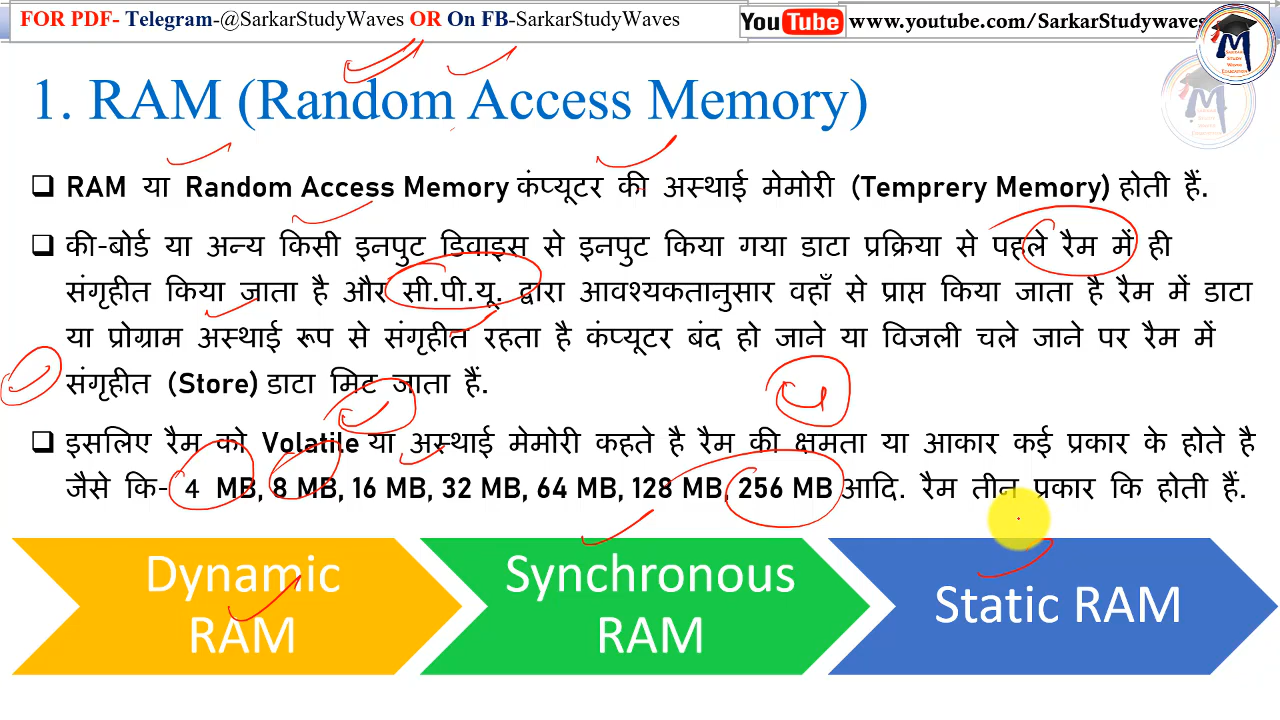 FOR PDF- Telegram-@SarkarStudyWaves OR On FB-SarkarStudyWaves
YouTube www.youtube.com/SarkarStudywaves
1. RAM (Random Access Memory)
RAM या Random Access Memory कंप्यूटर की अस्थाई मेमोरी (Temprery Memory) होती हैं.
की-बोर्ड या अन्य किसी इनपुट डिवाइस से इनपुट किया गया डाटा प्रक्रिया से पहले रैम में ही
संगृहीत किया जाता है और सी.पी.यू. द्वारा आवश्यकतानुसार वहाँ से प्राप्त किया जाता है रैम में डाटा
या प्रोग्राम अस्थाई रूप से संगृहीत रहता है कंप्यूटर बंद हो जाने या विजली चले जाने पर रैम में
संगृहीत (Store) डाटा मिट जाता हैं.
इसलिए रैम को Volatile या अस्थाई मेमोरी कहते है रैम की क्षमता या आकार कई प्रकार के होते है
जैसे कि- 4 MB, 8 MB, 16 MB, 32 MB, 64 MB, 128 MB, 256 MB आदि. रैम तीन प्रकार कि होती हैं.
Dynamic
RAM
Synchronous
RAM
Static RAM